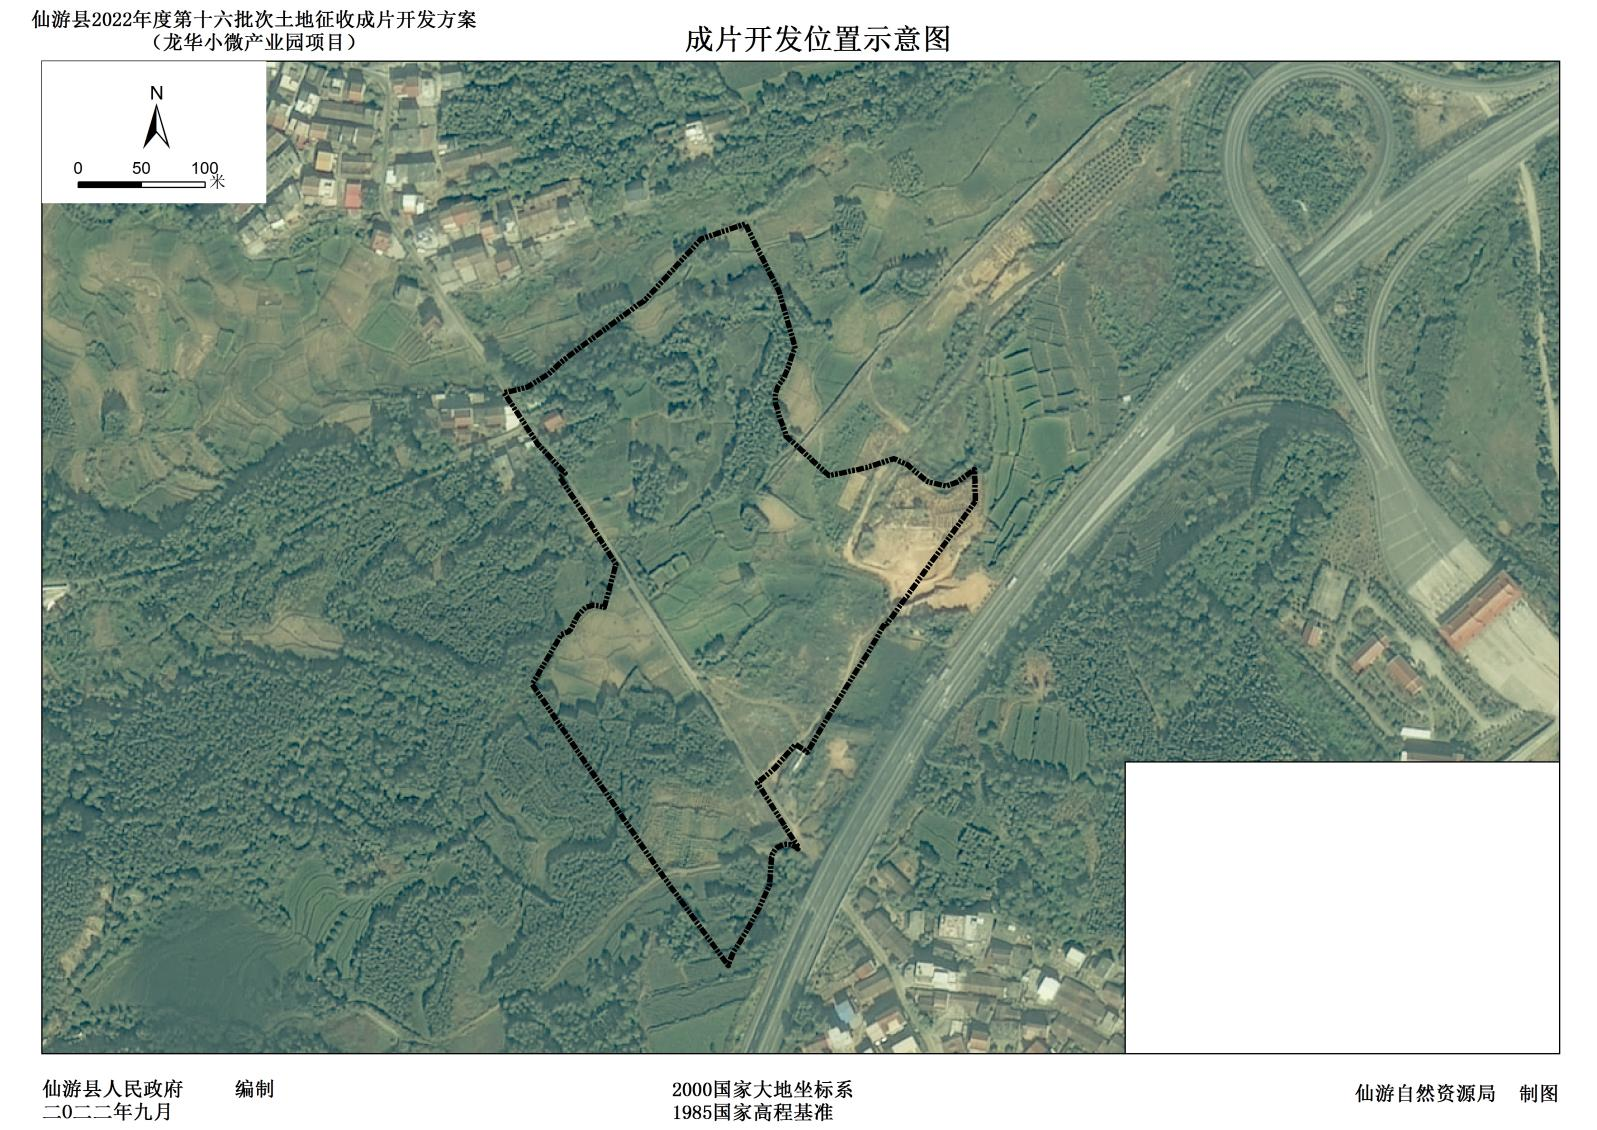 仙游县2022年度第十六批次土地征收成片开发方案
（龙华小微产业园项目）
成片开发位置示意图
N
0 50 100
米
仙游县人民政府 编制
二〇二二年九月
2000国家大地坐标系
1985国家高程基准
仙游自然资源局 制图